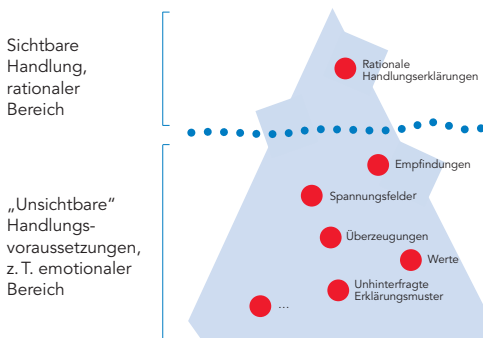 Sichtbare
Handlung,
rationaler
Bereich
Rationale
Handlungserklärungen
„Unsichtbare“
Handlungs-
voraussetzungen,
z. T. emotionaler
Bereich
Empfindungen
Spannungsfelder
Überzeugungen
Werte
Unhinterfragte
Erklärungsmuster
...